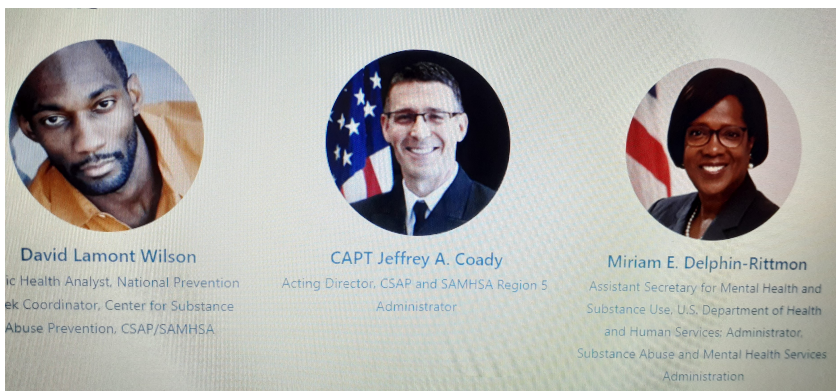 David Lamont Wilson
ic Health Analyst, National Prevention
ek Coordinator, Center for Substance
Abuse Prevention, CSAP/SAMHSA
CAPT Jeffrey A. Coady
Acting Director, CSAP and SAMHSA Region 5
Administrator
Miriam E. Delphin-Rittmon
Assistant Secretary for Mental Health and
Substance Use, U.S. Department of Health
and Human Services; Administrator,
Substance Abuse and Mental Health Services
Administration